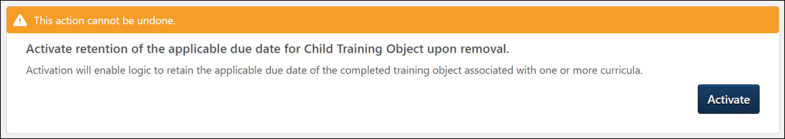 This action cannot be undone.
Activate retention of the applicable due date for Child Training Object upon removal.
Activation will enable logic to retain the applicable due date of the completed training object associated with one or more curricula.
Activate